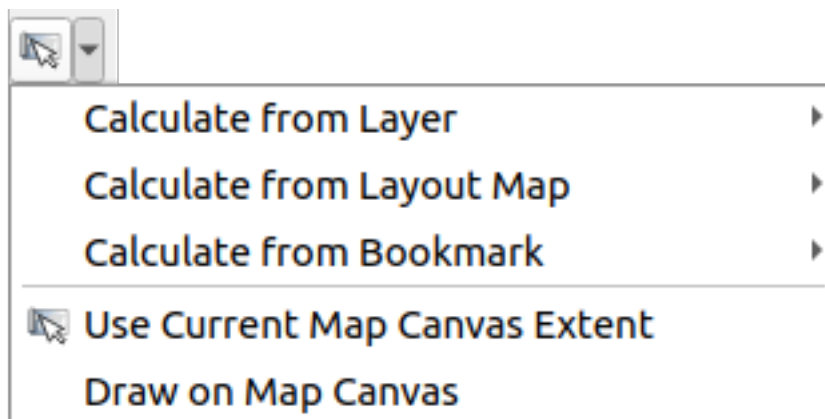 Calculate from Layer
Calculate from Layout Map
Calculate from Bookmark
Use Current Map Canvas Extent
Draw on Map Canvas